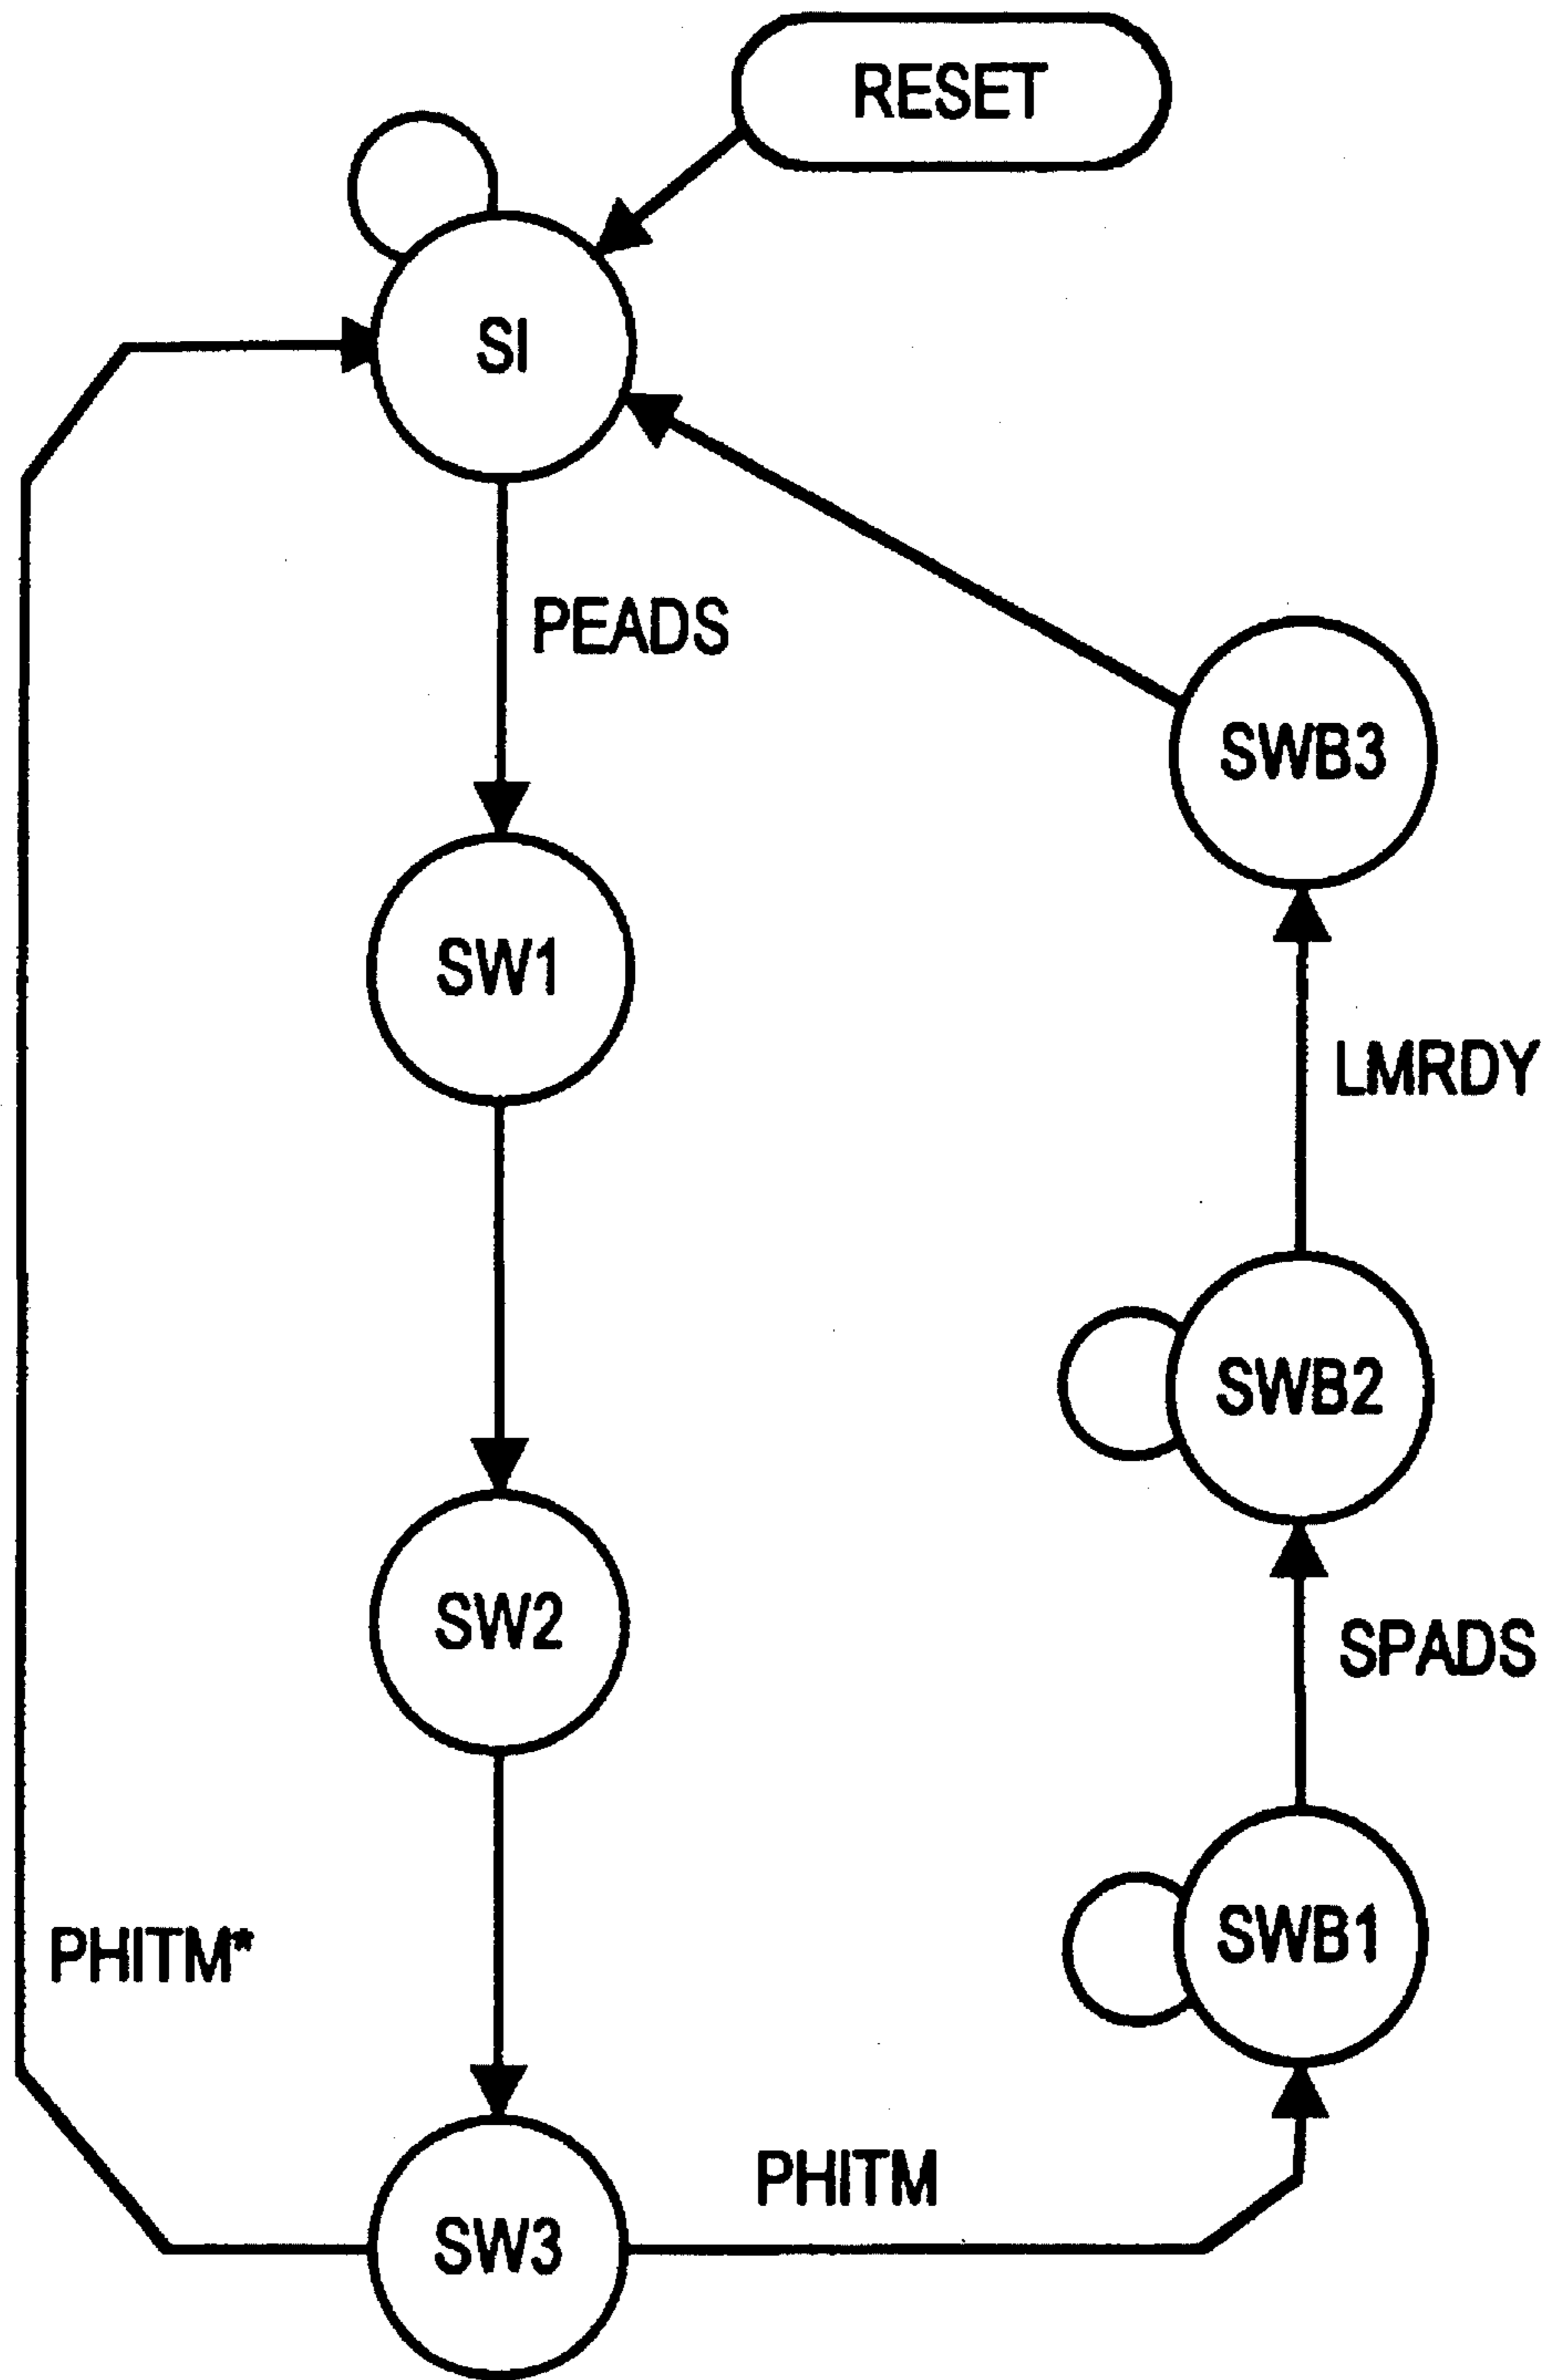 RESET
SI
PEADS
SWB3
SW1
LMRDY
SWB2
SW2
SPADS
PHITM*
SWB1
PHITM
SW3